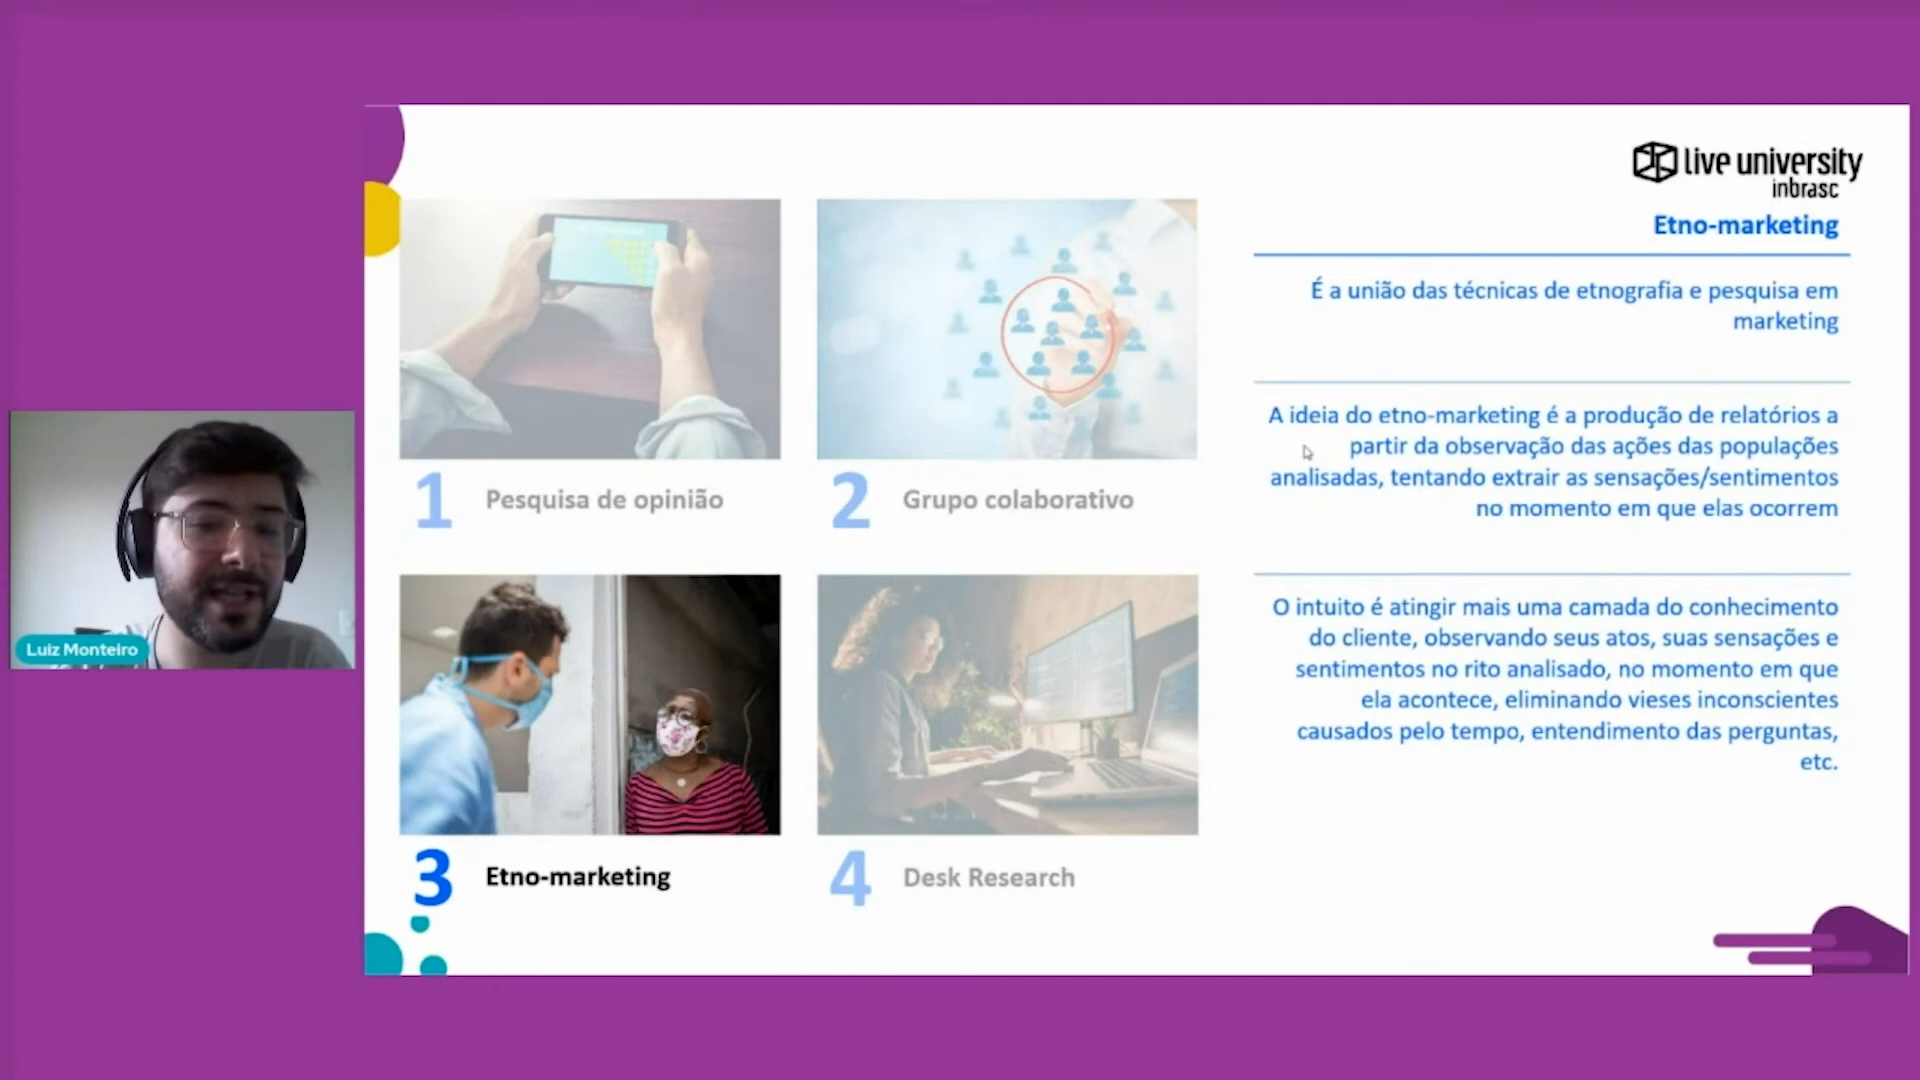 live university
inbrasc
Etno-marketing
É a união das técnicas de etnografia e pesquisa em
marketing
A ideia do etno-marketing é a produção de relatórios a
partir da observação das ações das populações
analisadas, tentando extrair as sensações/sentimentos
no momento em que elas ocorrem
O intuito é atingir mais uma camada do conhecimento
do cliente, observando seus atos, suas sensações e
sentimentos no rito analisado, no momento em que
ela acontece, eliminando vieses inconscientes
causados pelo tempo, entendimento das perguntas,
etc.
1 Pesquisa de opinião
2 Grupo colaborativo
3 Etno-marketing
4 Desk Research
Luiz Monteiro